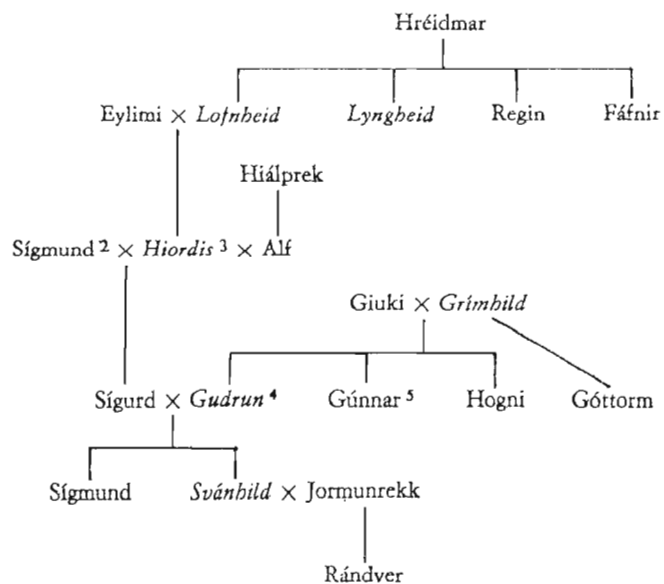 Hréidmar
Eylimi × Lofnheid Lyngheid Regin Fáfnir
Hiálprek
Sígmund 2 × Hiordis 3 × Alf
Giuki × Grímhild
Sígurd × Gudrun 4 Gúnnar 5 Hogni Góttorm
Sígmund Svánhild × Jormunrekk
Rándver